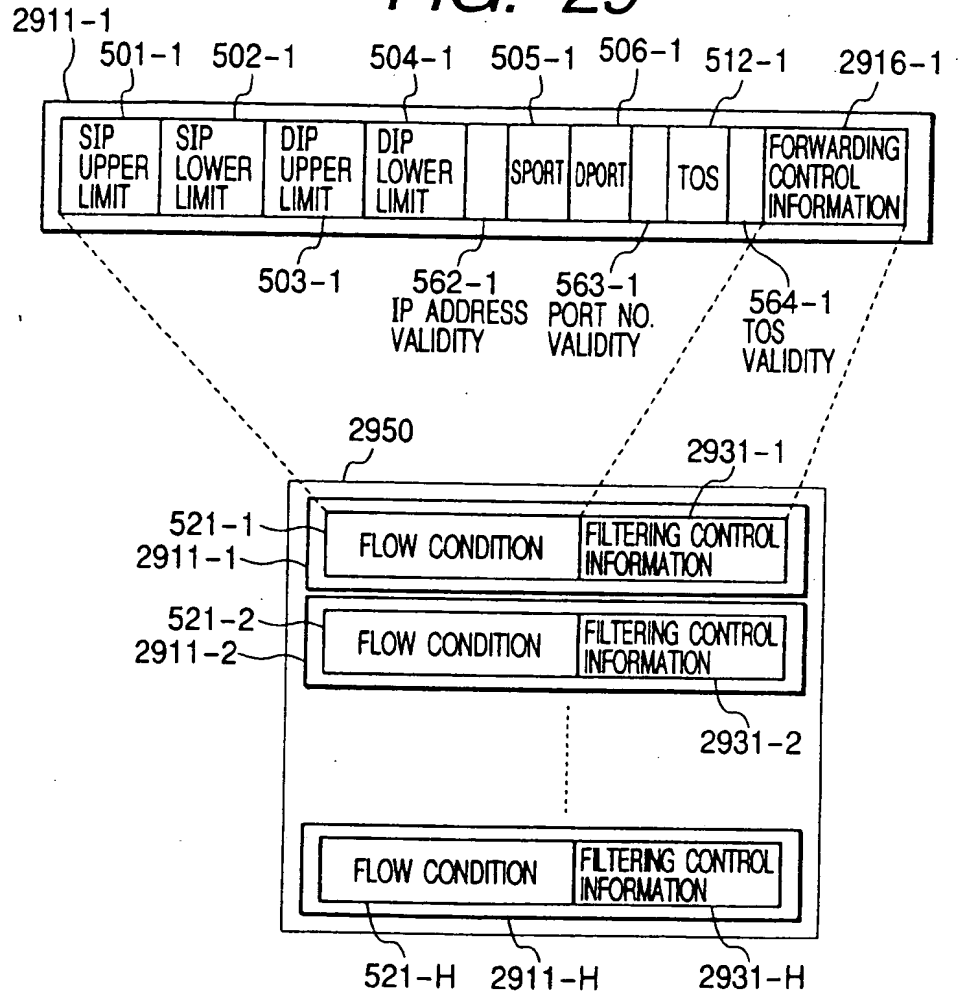 FIG. 29
2911-1
501-1 502-1 504-1 505-1 506-1 512-1 2916-1
SIP UPPER LIMIT
SIP LOWER LIMIT
DIP UPPER LIMIT
DIP LOWER LIMIT
SPORT
DPORT
TOS
FORWARDING CONTROL INFORMATION
503-1
562-1
IP ADDRESS
VALIDITY
563-1
PORT NO.
VALIDITY
564-1
TOS
VALIDITY
2950
2931-1
521-1
2911-1
FLOW CONDITION
FILTERING CONTROL
INFORMATION
521-2
2911-2
FLOW CONDITION
FILTERING CONTROL
INFORMATION
2931-2
FLOW CONDITION
FILTERING CONTROL
INFORMATION
521-H 2911-H 2931-H